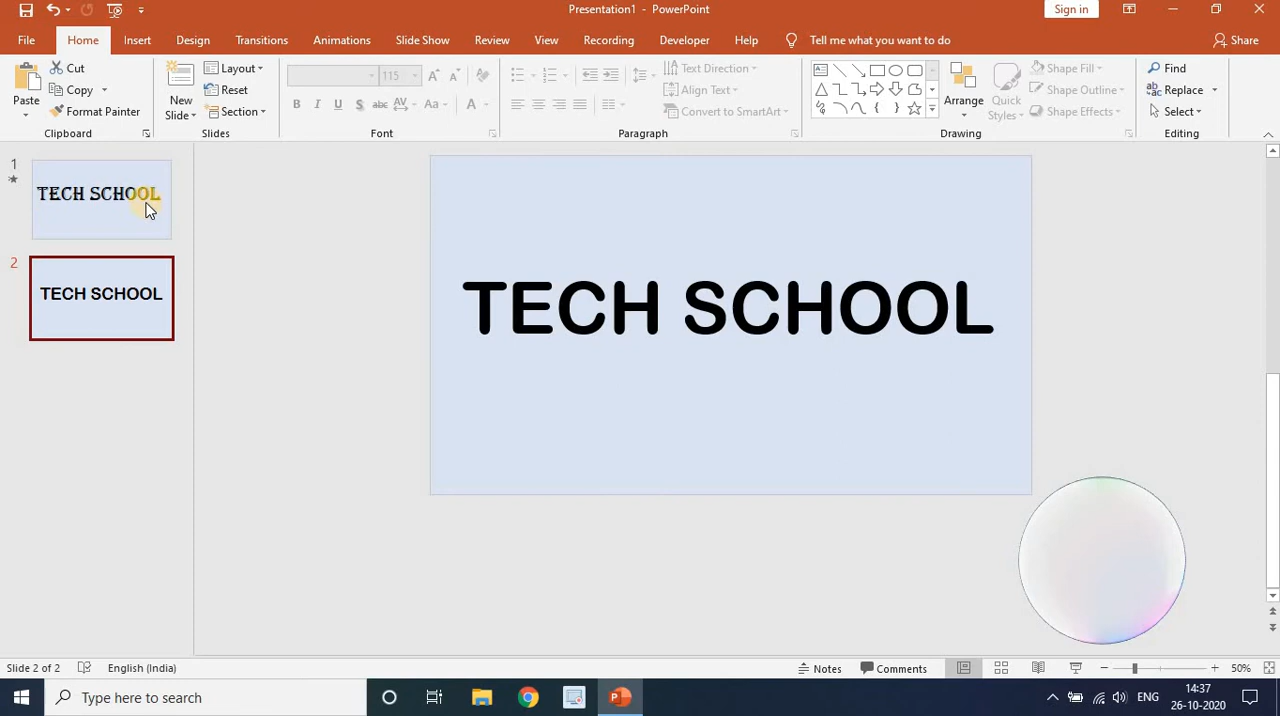 Presentation1 - PowerPoint
Sign in
File Home Insert Design Transitions Animations Slide Show Review View Recording Developer Help Tell me what you want to do Share
Paste
Cut
Copy
Format Painter
Clipboard
New
Slide
Layout
Reset
Section
Slides
115
B I U S abc AV Aa A
Font
Text Direction
Align Text
Convert to SmartArt
Paragraph
Arrange
Quick
Styles
Shape Fill
Shape Outline
Shape Effects
Drawing
Find
Replace
Select
Editing
1
TECH SCHOOL
2
TECH SCHOOL
TECH SCHOOL
Slide 2 of 2 English (India) Notes Comments 50%
Type here to search
ENG
14:37
26-10-2020